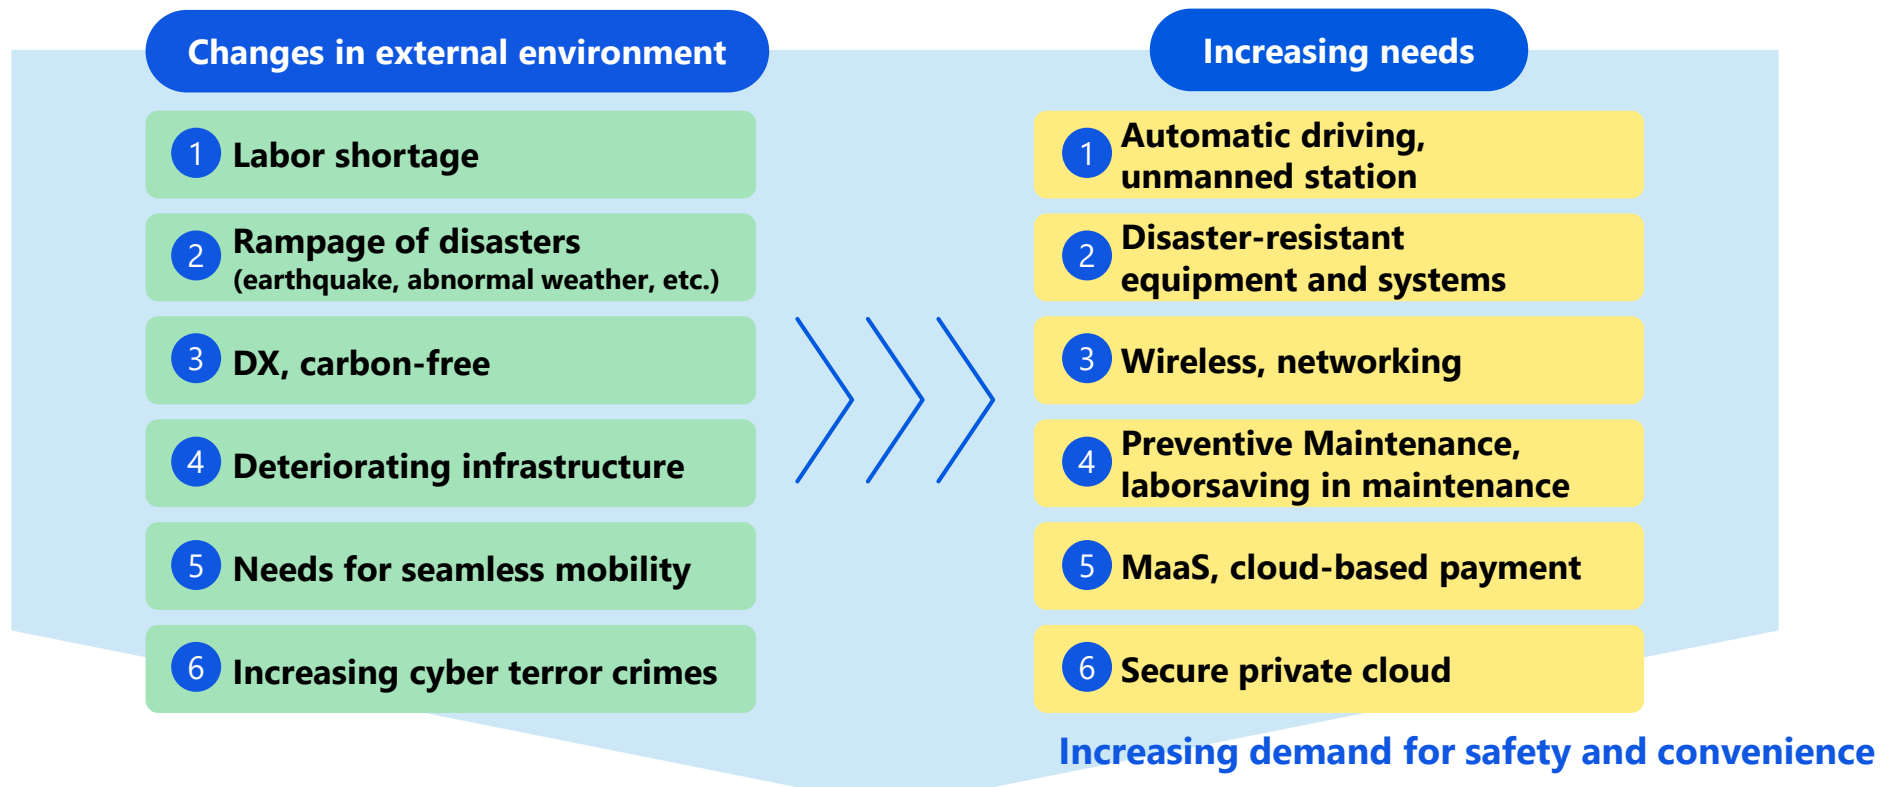 Changes in external environment
1 Labor shortage
2 Rampage of disasters
(earthquake, abnormal weather, etc.)
3 DX, carbon-free
4 Deteriorating infrastructure
5 Needs for seamless mobility
6 Increasing cyber terror crimes
Increasing needs
1 Automatic driving,
unmanned station
2 Disaster-resistant
equipment and systems
3 Wireless, networking
4 Preventive Maintenance,
laborsaving in maintenance
5 MaaS, cloud-based payment
6 Secure private cloud
Increasing demand for safety and convenience